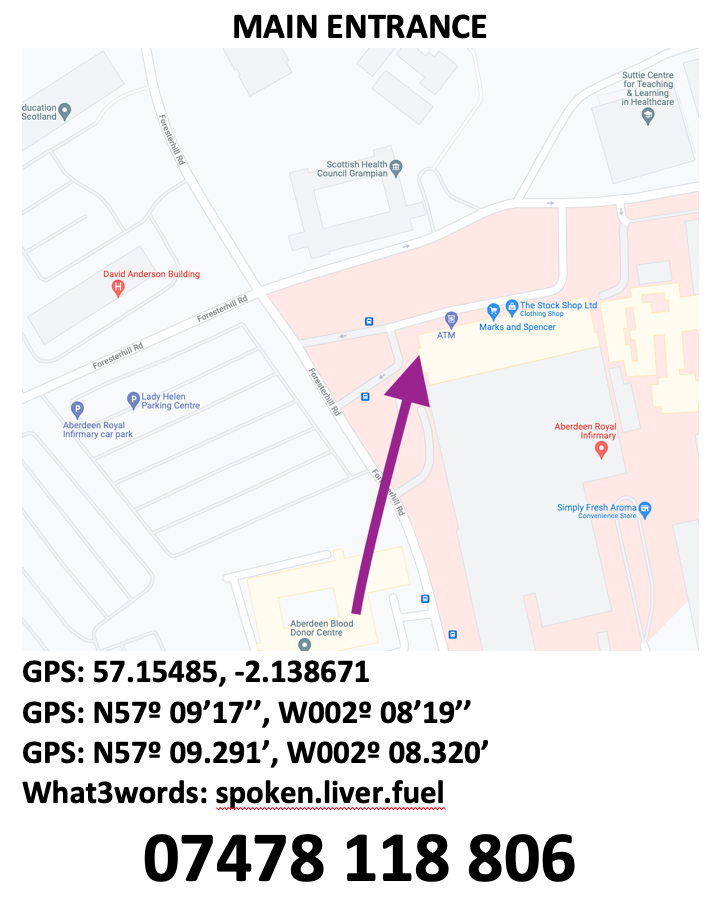 MAIN ENTRANCE
Suttie Centre
for Teaching
& Learning
in Healthcare
ducation
Scotland
Foresterhill Rd
Scottish Health
Council Grampian
David Anderson Building
H
Foresterhill Rd
The Stock Shop Ltd
Clothing Shop
Marks and Spencer
ATM
Foresterhill Rd
Foresterhill Rd
P
Lady Helen
Parking Centre
P
Aberdeen Royal
Infirmary car park
Aberdeen Royal
Infirmary
Foresterhill Rd
Simply Fresh Aroma
Convenience Store
Aberdeen Blood
Donor Centre
GPS: 57.15485, -2.138671
GPS: N57º 09’17’’, W002º 08’19’’
GPS: N57º 09.291’, W002º 08.320’
What3words: spoken.liver.fuel
07478 118 806